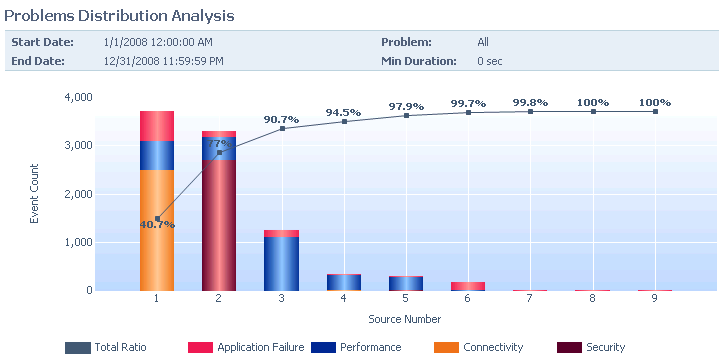 Problems Distribution Analysis
Start Date: 1/1/2008 12:00:00 AM Problem: All
End Date: 12/31/2008 11:59:59 PM Min Duration: 0 sec
4,000
3,000
2,000
1,000
0
Event Count
40.7%
77%
90.7%
94.5%
97.9%
99.7%
99.8%
100%
100%
1 2 3 4 5 6 7 8 9
Source Number
Total Ratio Application Failure Performance Connectivity Security